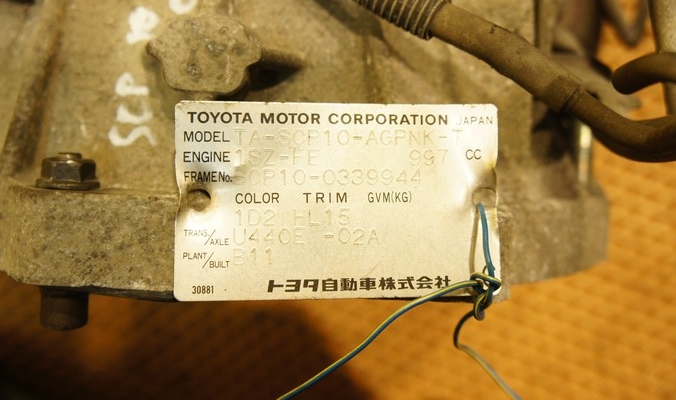 SCP 10
TOYOTA MOTOR CORPORATION JAPAN
MODEL TA-SCP10-AGPNK-T
ENGINE 1SZ-FE 997 CC
FRAME No. SCP10-0339944
COLOR TRIM GVM(KG)
1D2 HL15
TRANS./AXLE U440E -02A
PLANT/BUILT B11
30881 トヨタ自動車株式会社